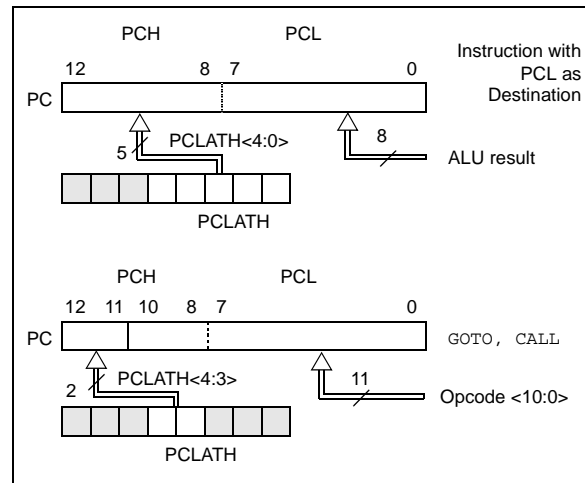 PCH PCL
12 8 7 0
Instruction with
PCL as
Destination
PC
5 PCLATH<4:0>
8
ALU result
PCLATH
PCH PCL
12 11 10 8 7 0
PC
GOTO, CALL
2 PCLATH<4:3>
11
Opcode <10:0>
PCLATH